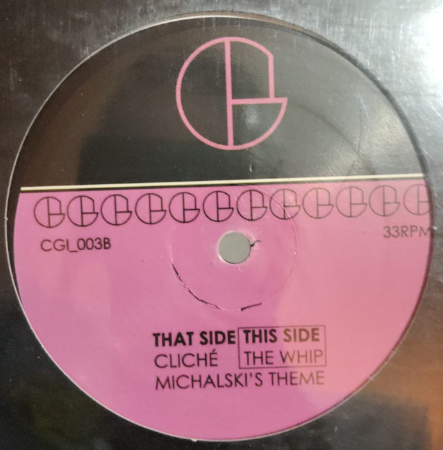 CGI_003B
33RPM
THAT SIDE THIS SIDE
CLICHÉ THE WHIP
MICHALSKI'S THEME